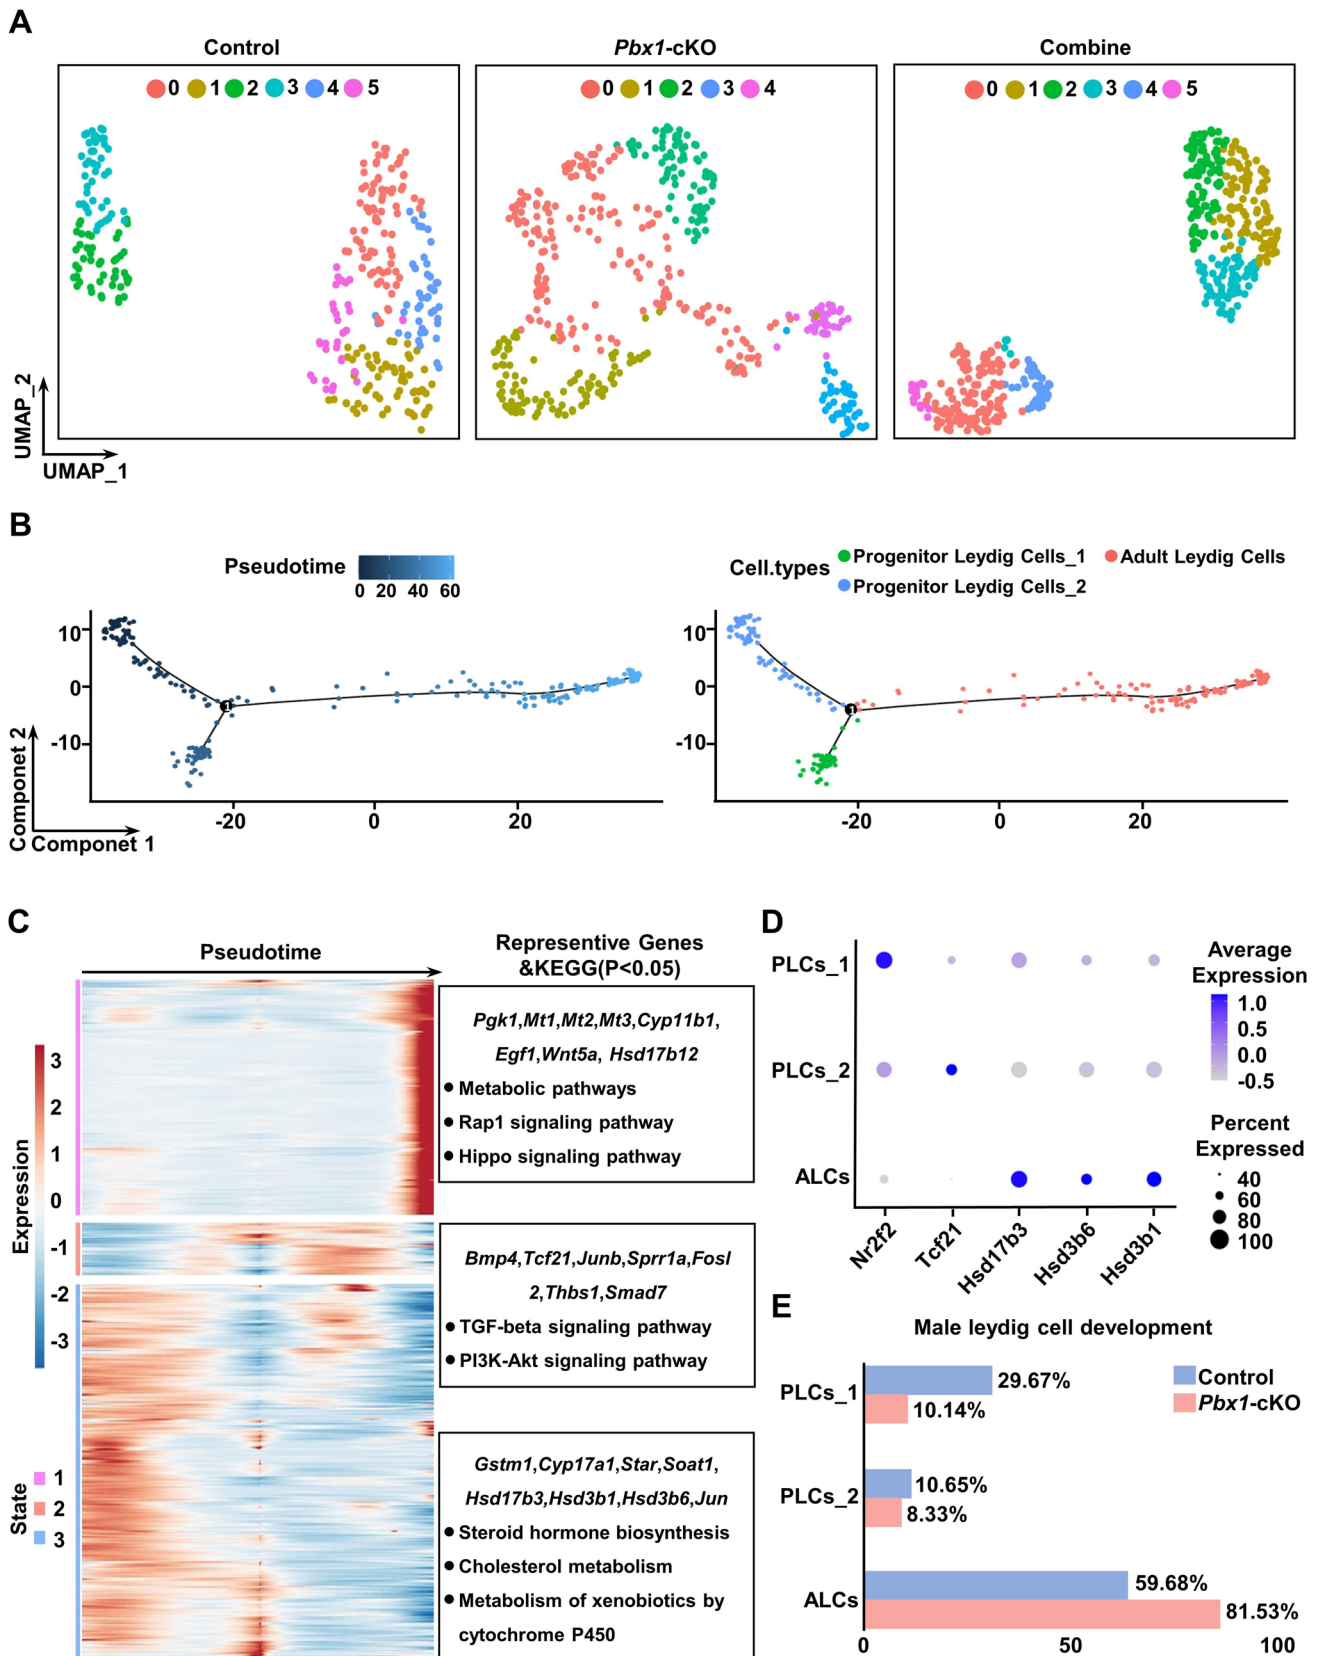 A
Control
0 1 2 3 4 5
Pbx1-cKO
0 1 2 3 4
Combine
0 1 2 3 4 5
UMAP_2
UMAP_1
B
Pseudotime
0 20 40 60
10
0
-10
-20 0 20
Componet 2
Componet 1
Cell.types
Progenitor Leydig Cells_1
Adult Leydig Cells
Progenitor Leydig Cells_2
10
0
-10
-20 0 20
1
1
C
Pseudotime
Representive Genes
&KEGG(P<0.05)
Expression
3
2
1
0
-1
-2
-3
State
1
2
3
Pgk1,Mt1,Mt2,Mt3,Cyp11b1,
Egf1,Wnt5a, Hsd17b12
● Metabolic pathways
● Rap1 signaling pathway
● Hippo signaling pathway
Bmp4,Tcf21,Junb,Sprr1a,Fosl
2,Thbs1,Smad7
● TGF-beta signaling pathway
● PI3K-Akt signaling pathway
Gstm1,Cyp17a1,Star,Soat1,
Hsd17b3,Hsd3b1,Hsd3b6,Jun
● Steroid hormone biosynthesis
● Cholesterol metabolism
● Metabolism of xenobiotics by
cytochrome P450
D
PLCs_1
PLCs_2
ALCs
Nr2f2
Tcf21
Hsd17b3
Hsd3b6
Hsd3b1
Average
Expression
1.0
0.5
0.0
-0.5
Percent
Expressed
40
60
80
100
E
Male leydig cell development
Control
Pbx1-cKO
PLCs_1
29.67%
10.14%
PLCs_2
10.65%
8.33%
ALCs
59.68%
81.53%
0 50 100